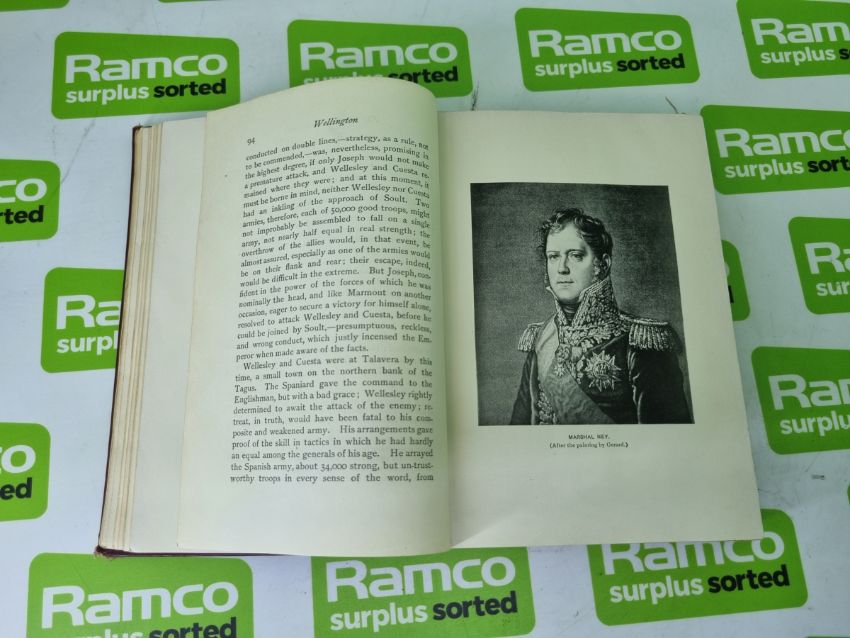 Ramco
surplus sorted
Ramco
surplus sorted
Ramco
surplus sorted
Ramco
surplus sorted
94
Wellington
conducted on double lines,—strategy, as a rule, not
to be commended,—was, nevertheless, promising in
the highest degree, if only Joseph would not make
a premature attack, and Wellesley and Cuesta re-
mained where they were; and at this moment, it
must be borne in mind, neither Wellesley nor Cuesta
had an inkling of the approach of Soult. Two
armies, therefore, each of 50,000 good troops, might
not improbably be assembled to fall on a single
army, not nearly half equal in real strength; the
overthrow of the allies would, in that event, be
almost assured, especially as one of the armies would
be on their flank and rear; their escape, indeed,
would be difficult in the extreme. But Joseph, con-
fident in the power of the forces of which he was
nominally the head, and like Marmont on another
occasion, eager to secure a victory for himself alone,
resolved to attack Wellesley and Cuesta, before he
could be joined by Soult,—presumptuous, reckless,
and wrong conduct, which justly incensed the Em-
peror when made aware of the facts.
Wellesley and Cuesta were at Talavera by this
time, a small town on the northern bank of the
Tagus. The Spaniard gave the command to the
Englishman, but with a bad grace; Wellesley rightly
determined to await the attack of the enemy; re-
treat, in truth, would have been fatal to his com-
posite and weakened army. His arrangements gave
proof of the skill in tactics in which he had hardly
an equal among the generals of his age. He arrayed
the Spanish army, about 34,000 strong, but un-trust-
worthy troops in every sense of the word, from
MARSHAL NEY.
(After the painting by Gerard.)
Ramco
surplus sorted
co
rted
Ra
surpl
Ramco
surplus
Ramco
surplus sorted
co
ed
Ramco
surplus sorted
Ramco
surplus sorted
Ramco
surplus sorted